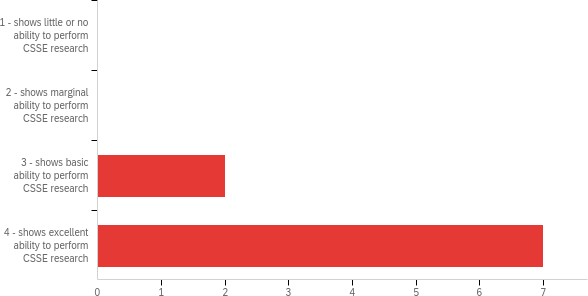 1 - shows little or no
ability to perform
CSSE research
2 - shows marginal
ability to perform
CSSE research
3 - shows basic
ability to perform
CSSE research
4 - shows excellent
ability to perform
CSSE research
0 1 2 3 4 5 6 7